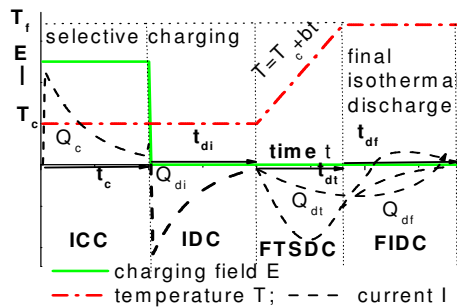 T_f
selective charging
E
T=T_c+bt
final
isotherma
discharge
T_c
Q_c
t_di
t_df
time t
t_c
Q_di
t_dt
Q_dt
Q_df
ICC
IDC
FTSDC
FIDC
charging field E
temperature T;
current I